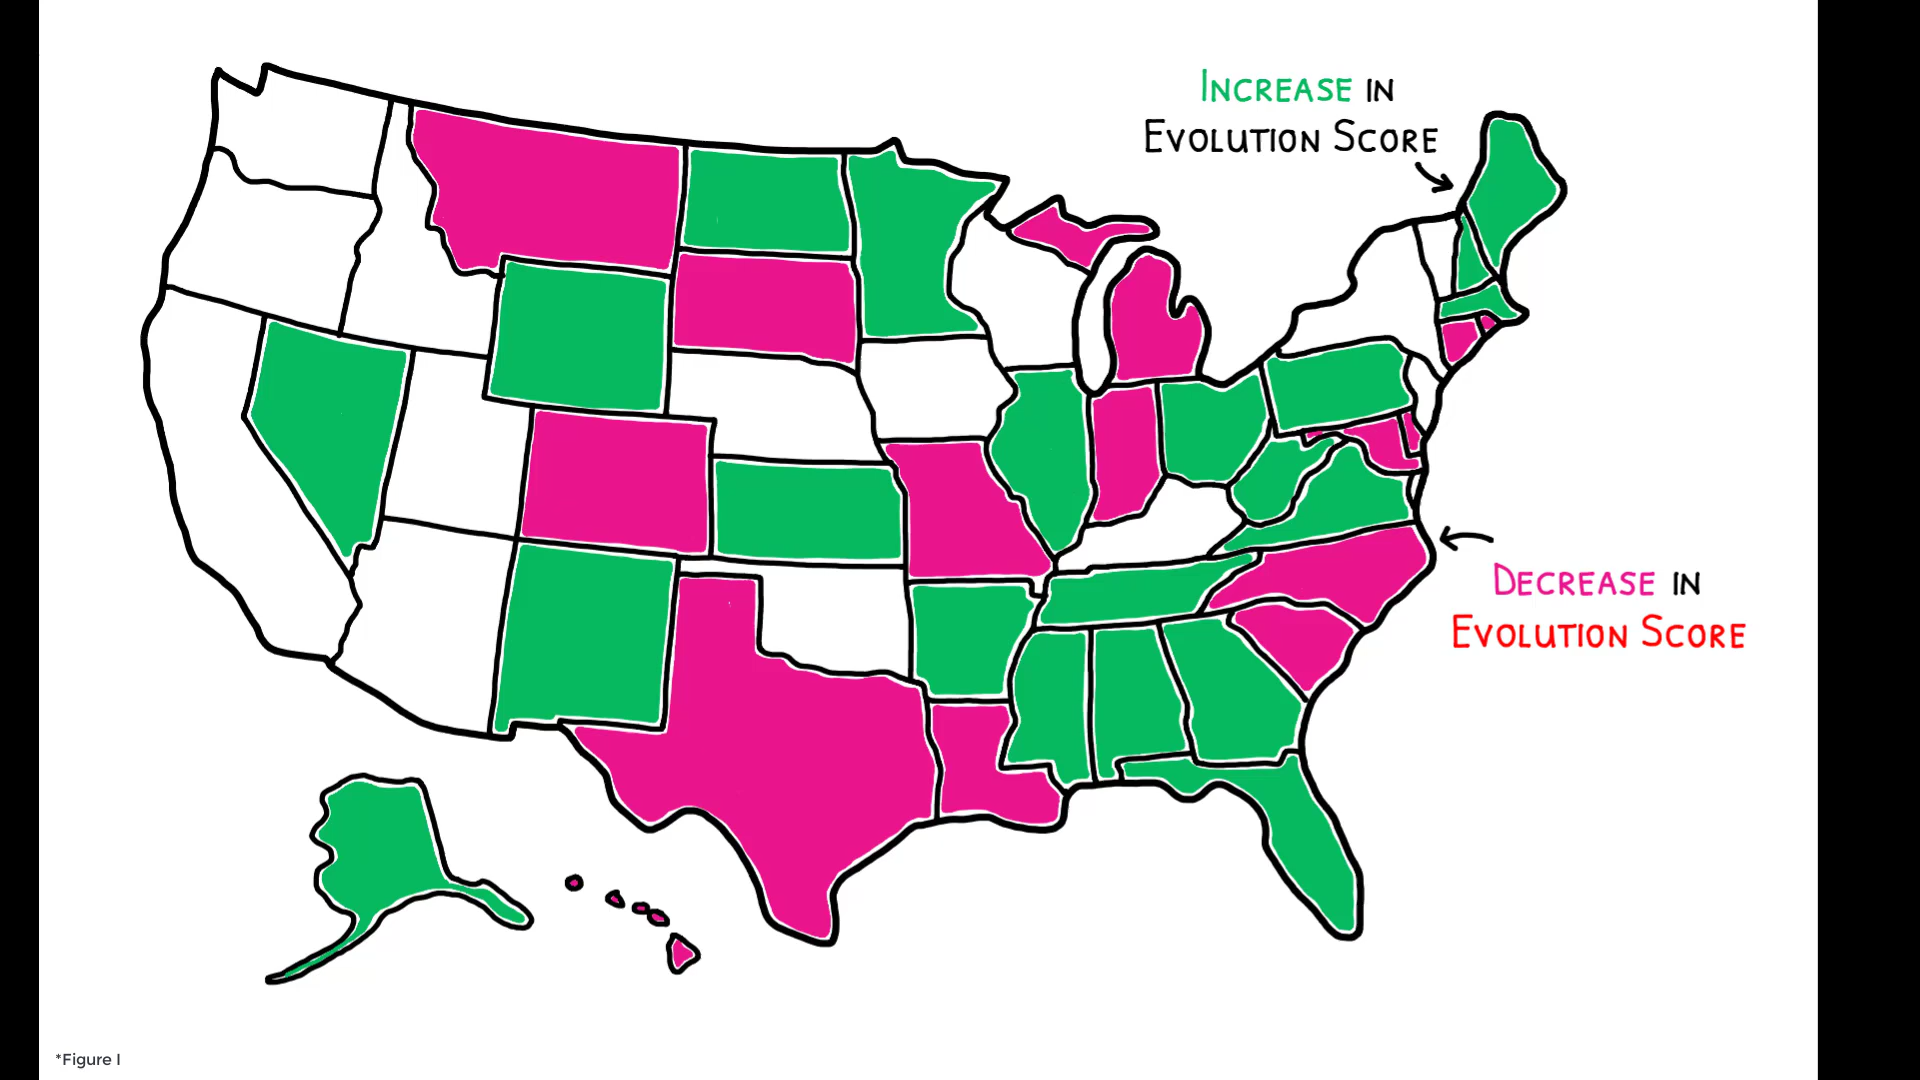 INCREASE IN
EVOLUTION SCORE
DECREASE IN
EVOLUTION SCORE
*Figure I